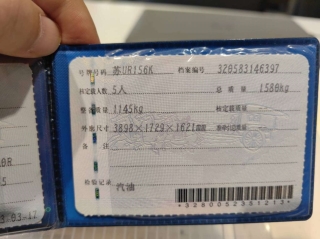 号牌号码 苏UR156K 档案编号 320583146397
核定载人数 5人 总质量 1580kg
整备质量 1145kg 核定载质量
外廓尺寸 3898×1729×1621mm 准牵引总质量
备注
检验记录 汽油
*3280052351213*